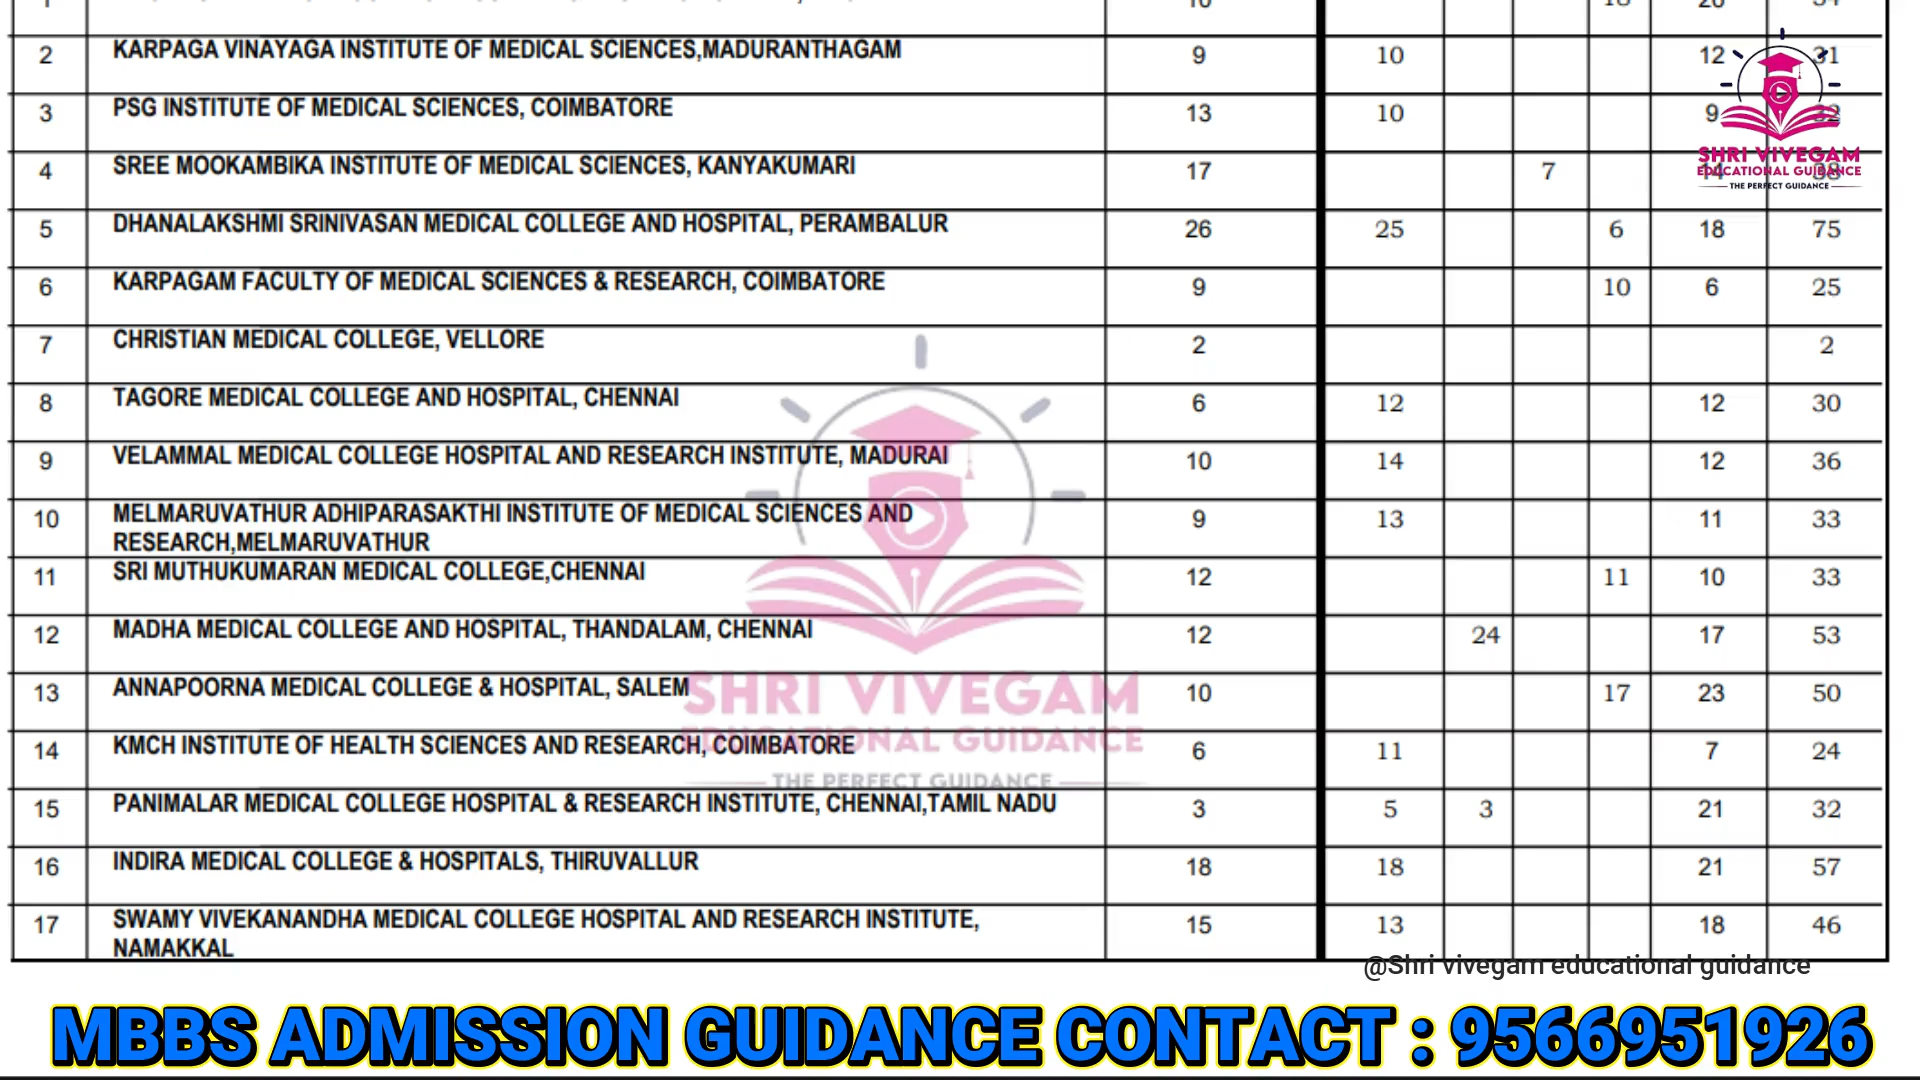 2 KARPAGA VINAYAGA INSTITUTE OF MEDICAL SCIENCES,MADURANTHAGAM 9 10 12 31
3 PSG INSTITUTE OF MEDICAL SCIENCES, COIMBATORE 13 10 9 32
4 SREE MOOKAMBIKA INSTITUTE OF MEDICAL SCIENCES, KANYAKUMARI 17 7 14 38
SHRI VIVEGAM
EDUCATIONAL GUIDANCE
THE PERFECT GUIDANCE
5 DHANALAKSHMI SRINIVASAN MEDICAL COLLEGE AND HOSPITAL, PERAMBALUR 26 25 6 18 75
6 KARPAGAM FACULTY OF MEDICAL SCIENCES & RESEARCH, COIMBATORE 9 10 6 25
7 CHRISTIAN MEDICAL COLLEGE, VELLORE 2 2
8 TAGORE MEDICAL COLLEGE AND HOSPITAL, CHENNAI 6 12 12 30
9 VELAMMAL MEDICAL COLLEGE HOSPITAL AND RESEARCH INSTITUTE, MADURAI 10 14 12 36
10 MELMARUVATHUR ADHIPARASAKTHI INSTITUTE OF MEDICAL SCIENCES AND 9 13 11 33
RESEARCH,MELMARUVATHUR
11 SRI MUTHUKUMARAN MEDICAL COLLEGE,CHENNAI 12 11 10 33
12 MADHA MEDICAL COLLEGE AND HOSPITAL, THANDALAM, CHENNAI 12 24 17 53
13 ANNAPOORNA MEDICAL COLLEGE & HOSPITAL, SALEM 10 17 23 50
SHRI VIVEGAM
EDUCATIONAL GUIDANCE
THE PERFECT GUIDANCE
14 KMCH INSTITUTE OF HEALTH SCIENCES AND RESEARCH, COIMBATORE 6 11 7 24
15 PANIMALAR MEDICAL COLLEGE HOSPITAL & RESEARCH INSTITUTE, CHENNAI,TAMIL NADU 3 5 3 21 32
16 INDIRA MEDICAL COLLEGE & HOSPITALS, THIRUVALLUR 18 18 21 57
17 SWAMY VIVEKANANDHA MEDICAL COLLEGE HOSPITAL AND RESEARCH INSTITUTE, 15 13 18 46
NAMAKKAL
@Shri vivegam educational guidance
MBBS ADMISSION GUIDANCE CONTACT : 9566951926